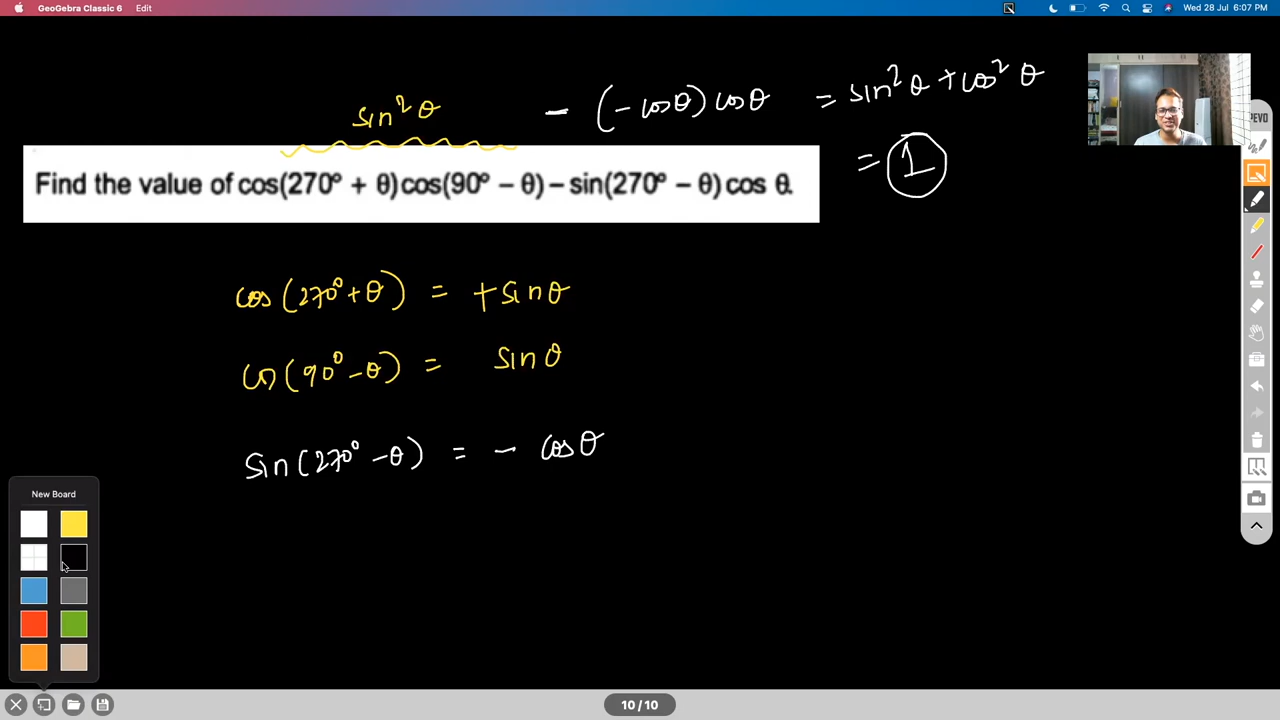 GeoGebra Classic 6 Edit Wed 28 Jul 6:07 PM
sin²θ - (-cosθ) cosθ = sin²θ + cos²θ
= 1
Find the value of cos(270° + θ)cos(90° – θ) – sin(270° – θ) cos θ.
cos(270° + θ) = + sinθ
cos(90° - θ) = sinθ
sin(270° - θ) = - cosθ
New Board
10 / 10